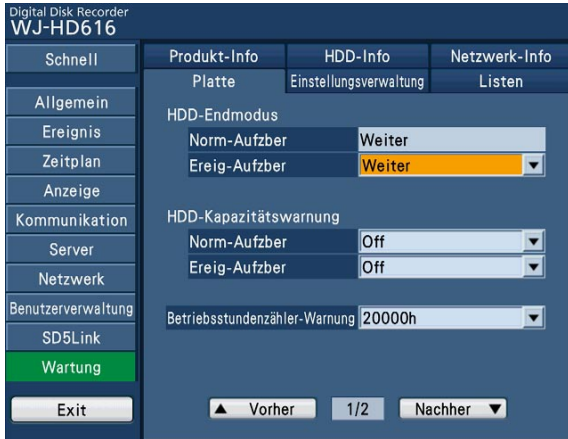 Digital Disk Recorder
WJ-HD616
Schnell
Allgemein
Ereignis
Zeitplan
Anzeige
Kommunikation
Server
Netzwerk
Benutzerverwaltung
SD5Link
Wartung
Exit
Produkt-Info HDD-Info Netzwerk-Info
Platte Einstellungsverwaltung Listen
HDD-Endmodus
Norm-Aufzber Weiter
Ereig-Aufzber Weiter
HDD-Kapazitätswarnung
Norm-Aufzber Off
Ereig-Aufzber Off
Betriebsstundenzähler-Warnung 20000h
Vorher 1/2 Nachher